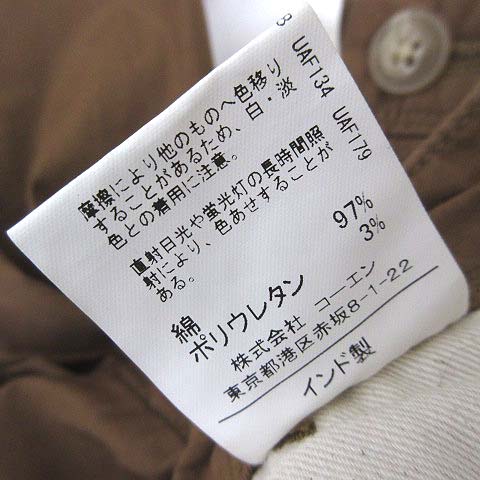 B UAF134 UAF179
摩擦により他のものへ色移り
することがあるため、白・淡
色との着用に注意。
直射日光や蛍光灯の長時間照
射により、色あせすることが
ある。
綿 97%
ポリウレタン 3%
株式会社 コーエン
東京都港区赤坂8-1-22
インド製